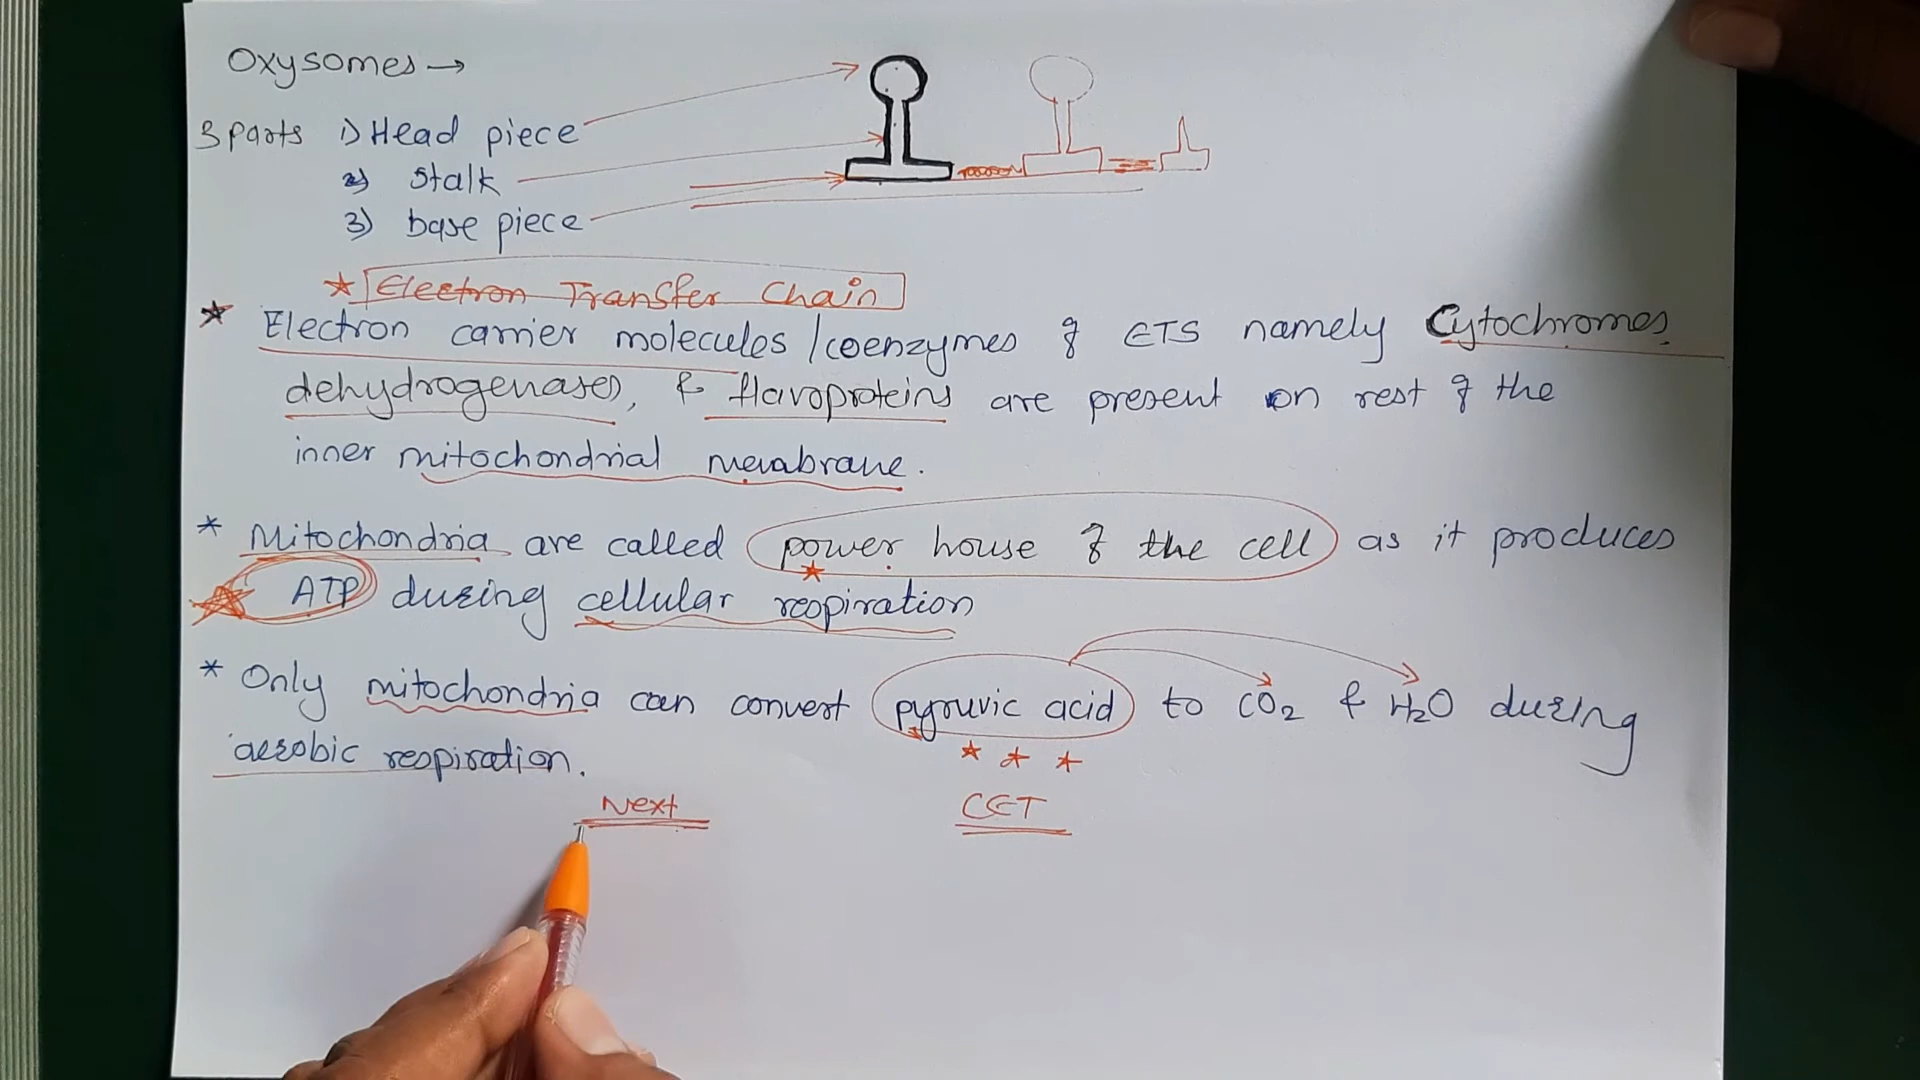 Oxysomes →
3 parts 1) Head piece
2) Stalk
3) base piece
* Electron Transfer Chain
* Electron carrier molecules/coenzymes of ETS namely Cytochromes,
dehydrogenases, & flavoproteins are present on rest of the
inner mitochondrial membrane.
* Mitochondria are called power house of the cell as it produces
ATP during cellular respiration
* Only mitochondria can convert pyruvic acid to CO₂ & H₂O during
aerobic respiration.
* * *
Next CET